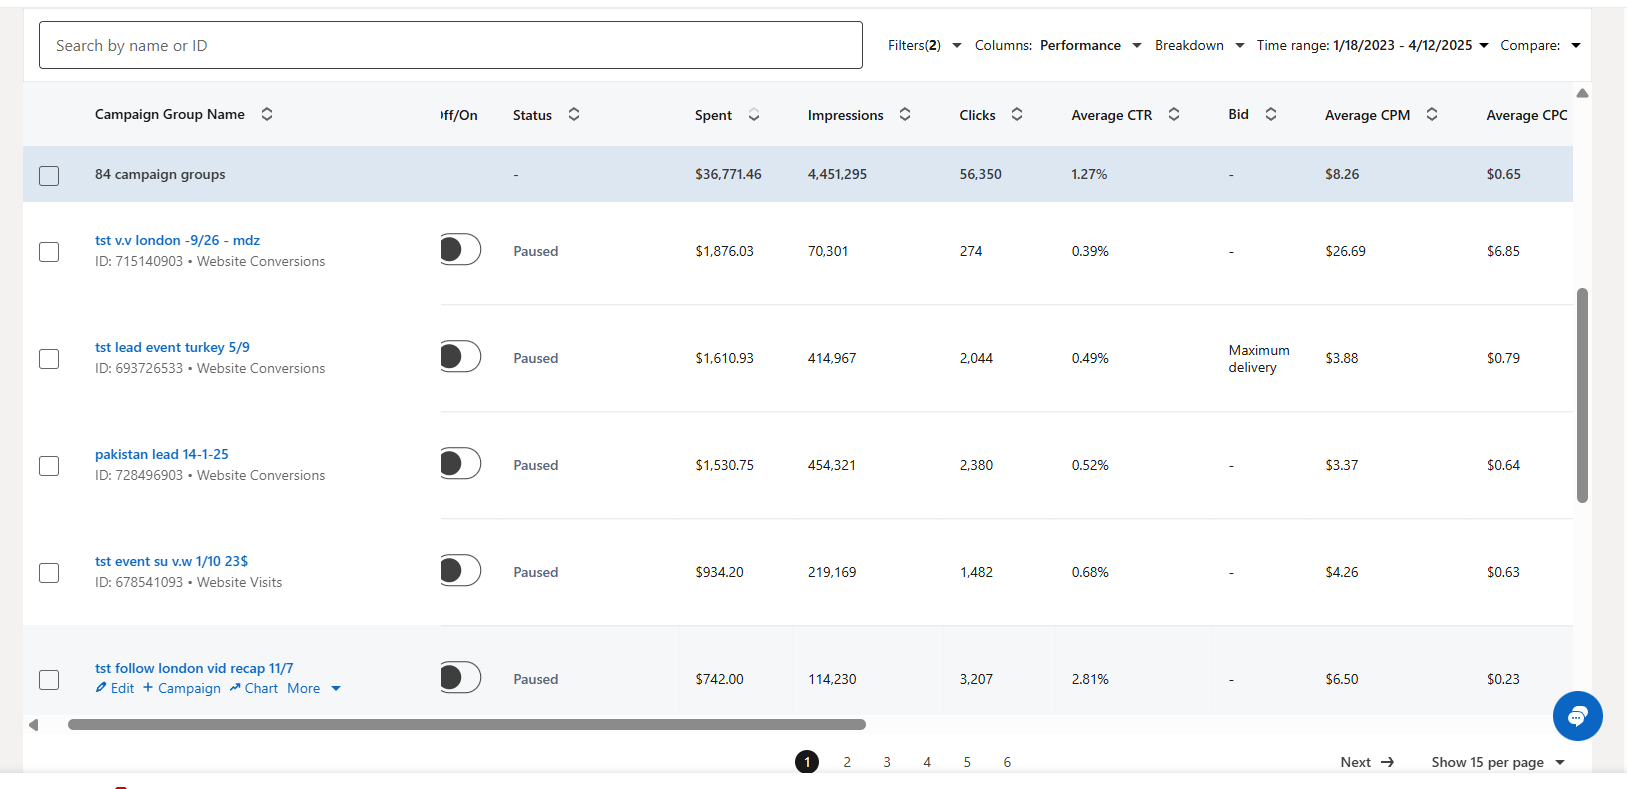 Search by name or ID
Filters(2) Columns: Performance Breakdown Time range: 1/18/2023 - 4/12/2025 Compare:
Campaign Group Name Off/On Status Spent Impressions Clicks Average CTR Bid Average CPM Average CPC
84 campaign groups - $36,771.46 4,451,295 56,350 1.27% - $8.26 $0.65
tst v.v london -9/26 - mdz
ID: 715140903 • Website Conversions
Paused $1,876.03 70,301 274 0.39% - $26.69 $6.85
tst lead event turkey 5/9
ID: 693726533 • Website Conversions
Paused $1,610.93 414,967 2,044 0.49% Maximum delivery $3.88 $0.79
pakistan lead 14-1-25
ID: 728496903 • Website Conversions
Paused $1,530.75 454,321 2,380 0.52% - $3.37 $0.64
tst event su v.w 1/10 23$
ID: 678541093 • Website Visits
Paused $934.20 219,169 1,482 0.68% - $4.26 $0.63
tst follow london vid recap 11/7
Edit + Campaign Chart More
Paused $742.00 114,230 3,207 2.81% - $6.50 $0.23
1 2 3 4 5 6 Next → Show 15 per page